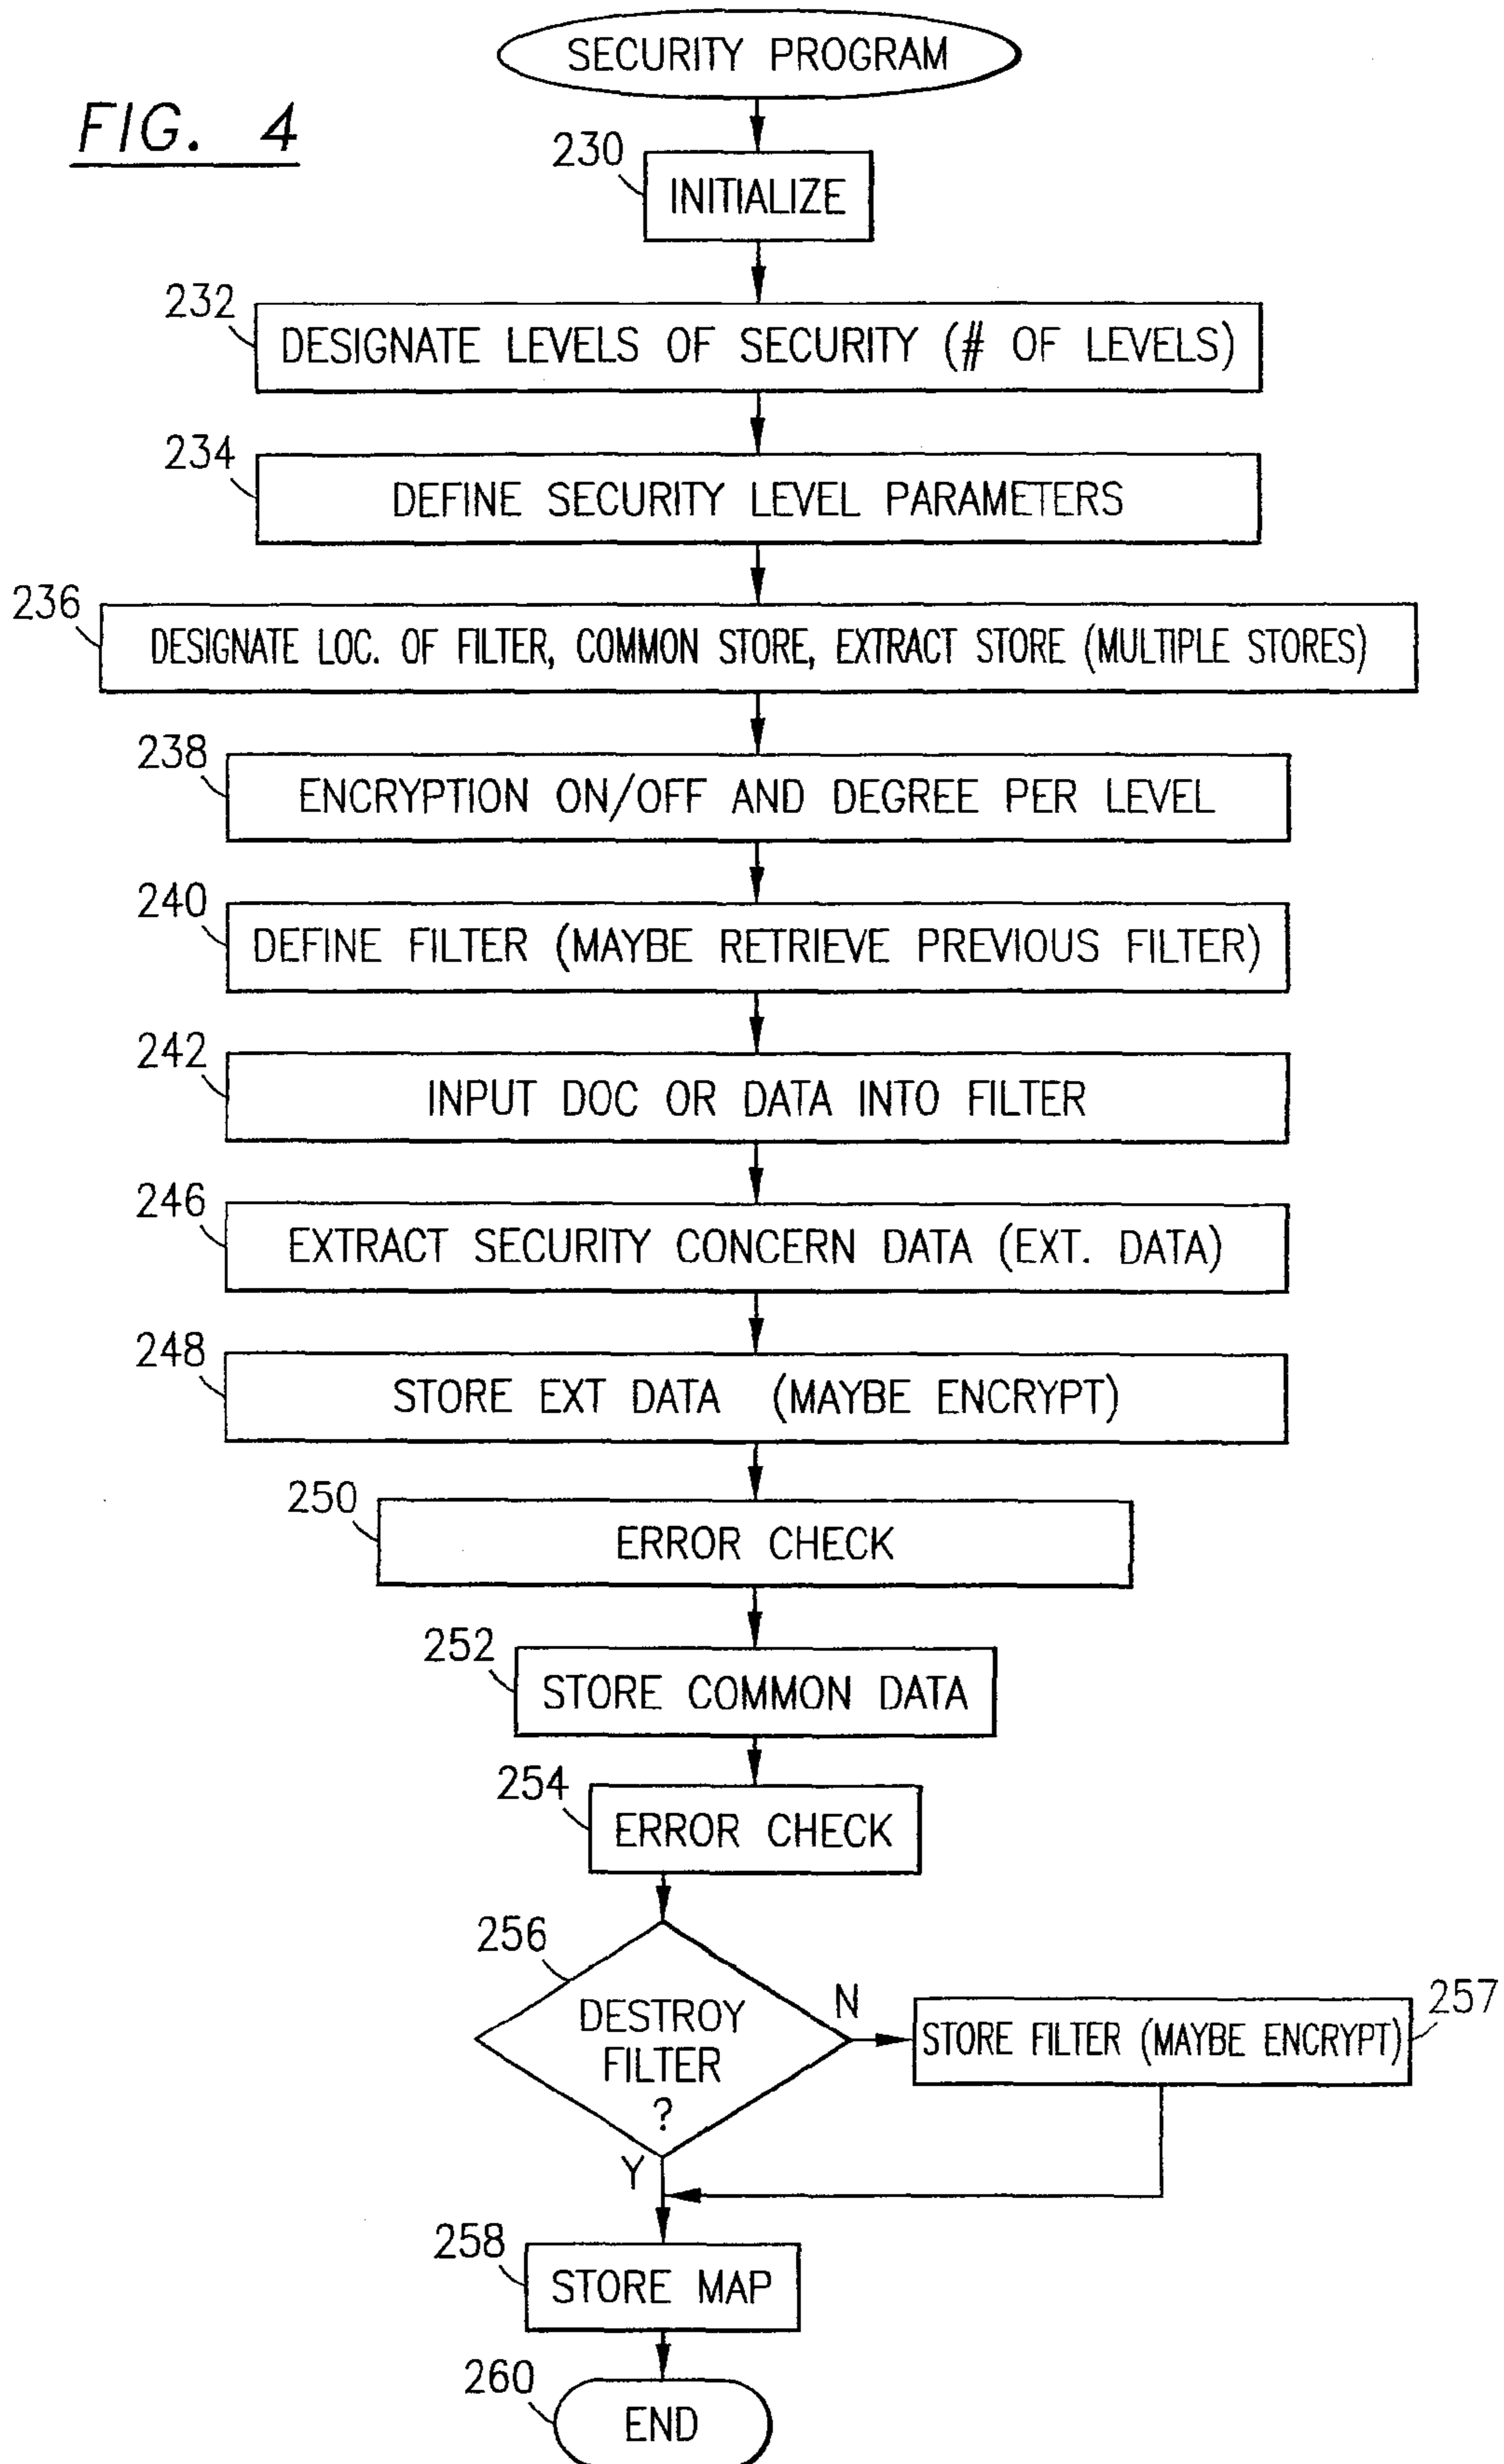 SECURITY PROGRAM
FIG. 4
230
INITIALIZE
232
DESIGNATE LEVELS OF SECURITY (# OF LEVELS)
234
DEFINE SECURITY LEVEL PARAMETERS
236
DESIGNATE LOC. OF FILTER, COMMON STORE, EXTRACT STORE (MULTIPLE STORES)
238
ENCRYPTION ON/OFF AND DEGREE PER LEVEL
240
DEFINE FILTER (MAYBE RETRIEVE PREVIOUS FILTER)
242
INPUT DOC OR DATA INTO FILTER
246
EXTRACT SECURITY CONCERN DATA (EXT. DATA)
248
STORE EXT DATA (MAYBE ENCRYPT)
250
ERROR CHECK
252
STORE COMMON DATA
254
ERROR CHECK
256
DESTROY
FILTER
?
N
257
STORE FILTER (MAYBE ENCRYPT)
Y
258
STORE MAP
260
END